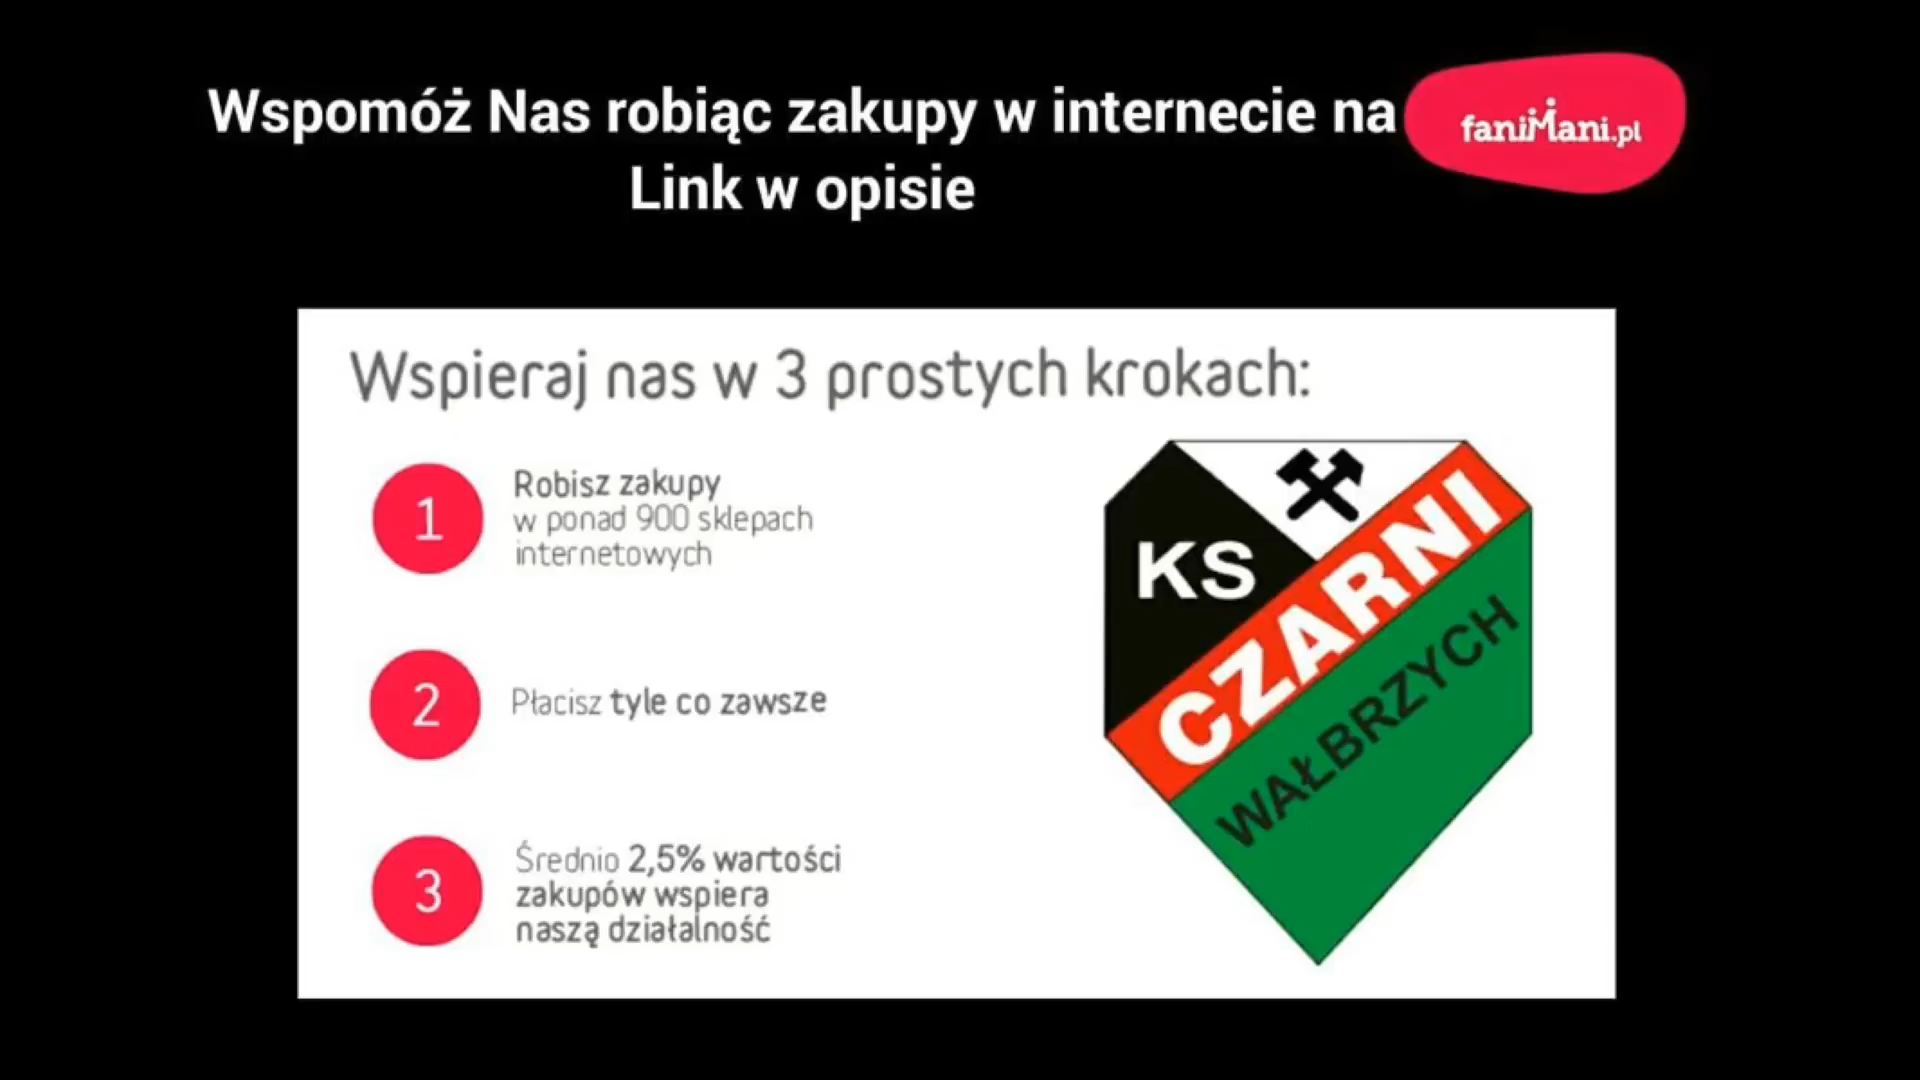 Wspomóż Nas robiąc zakupy w internecie na
faniMani.pl
Link w opisie
Wspieraj nas w 3 prostych krokach:
1
Robisz zakupy
w ponad 900 sklepach
internetowych
2
Płacisz tyle co zawsze
3
Średnio 2,5% wartości
zakupów wspiera
naszą działalność
KS
CZARNI
WAŁBRZYCH